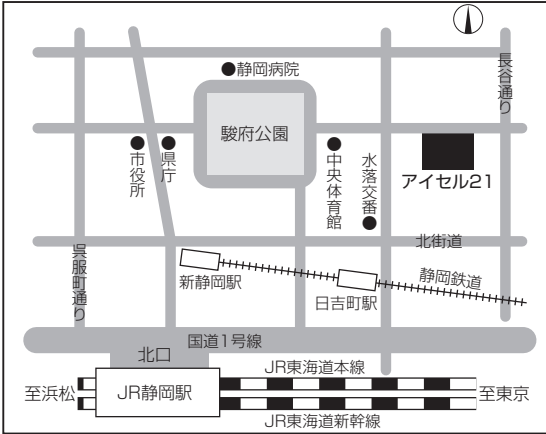 静岡病院
長谷通り
駿府公園
市役所
県庁
中央体育館
水落交番
アイセル21
北街道
呉服町通り
新静岡駅
静岡鉄道
日吉町駅
国道1号線
北口
JR東海道本線
至浜松
JR静岡駅
至東京
JR東海道新幹線